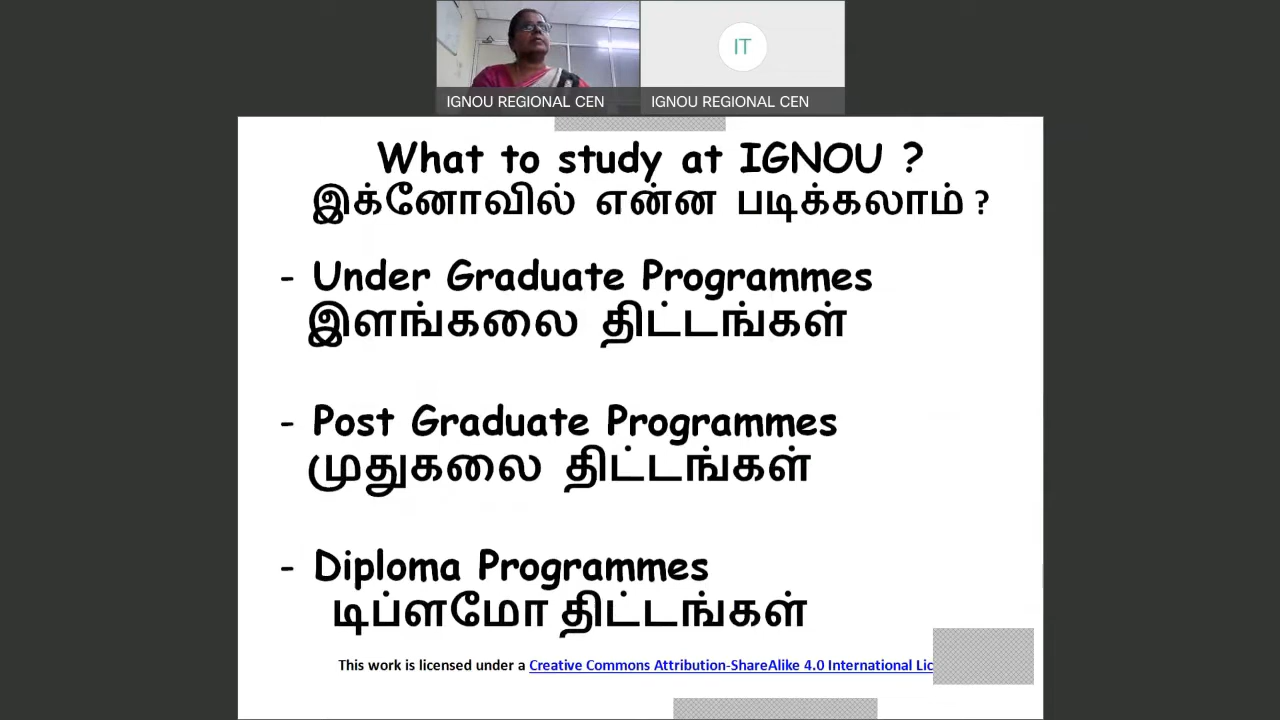 IT
IGNOU REGIONAL CEN
IGNOU REGIONAL CEN
What to study at IGNOU ?
இக்னோவில் என்ன படிக்கலாம் ?
- Under Graduate Programmes
இளங்கலை திட்டங்கள்
- Post Graduate Programmes
முதுகலை திட்டங்கள்
- Diploma Programmes
டிப்ளமோ திட்டங்கள்
This work is licensed under a Creative Commons Attribution-ShareAlike 4.0 International Lic